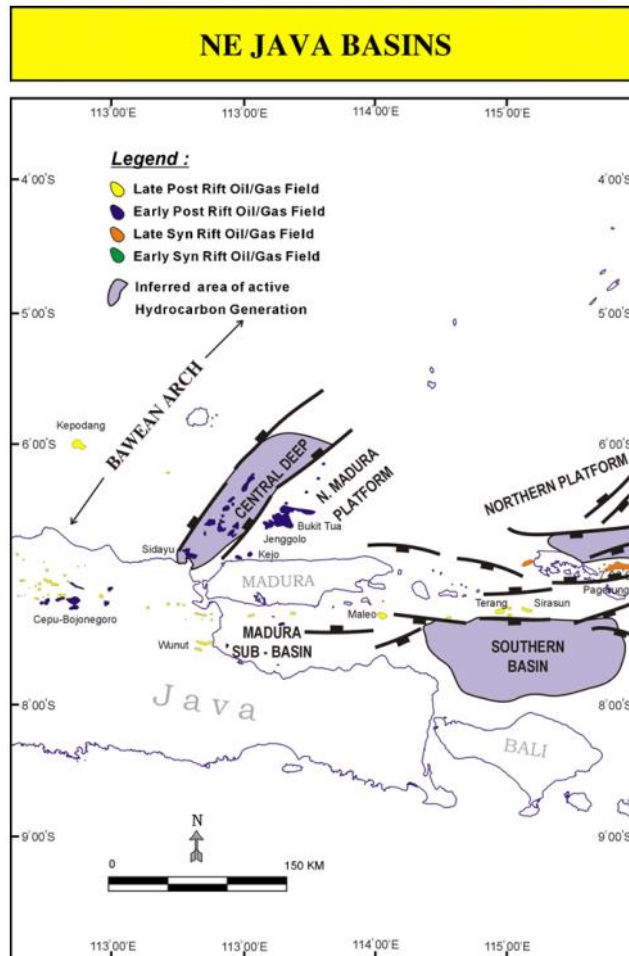 NE JAVA BASINS
113°00'E 113°00'E 114°00'E 115°00'E
Legend :
Late Post Rift Oil/Gas Field
Early Post Rift Oil/Gas Field
Late Syn Rift Oil/Gas Field
Early Syn Rift Oil/Gas Field
Inferred area of active
Hydrocarbon Generation
4°00'S 4°00'S
5°00'S 5°00'S
BAWEAN ARCH
Kepodang
6°00'S 6°00'S
CENTRAL DEEP
N. MADURA
PLATFORM
NORTHERN PLATFORM
Bukit Tua
Jenggolo
Sidayu
Kejo
MADURA
Pagerung
Cepu-Bojonegoro
Maleo
Terang
Sirasun
Wunut
MADURA
SUB - BASIN
SOUTHERN
BASIN
Java
8°00'S 8°00'S
BALI
9°00'S 9°00'S
N
0 150 KM
113°00'E 113°00'E 114°00'E 115°00'E